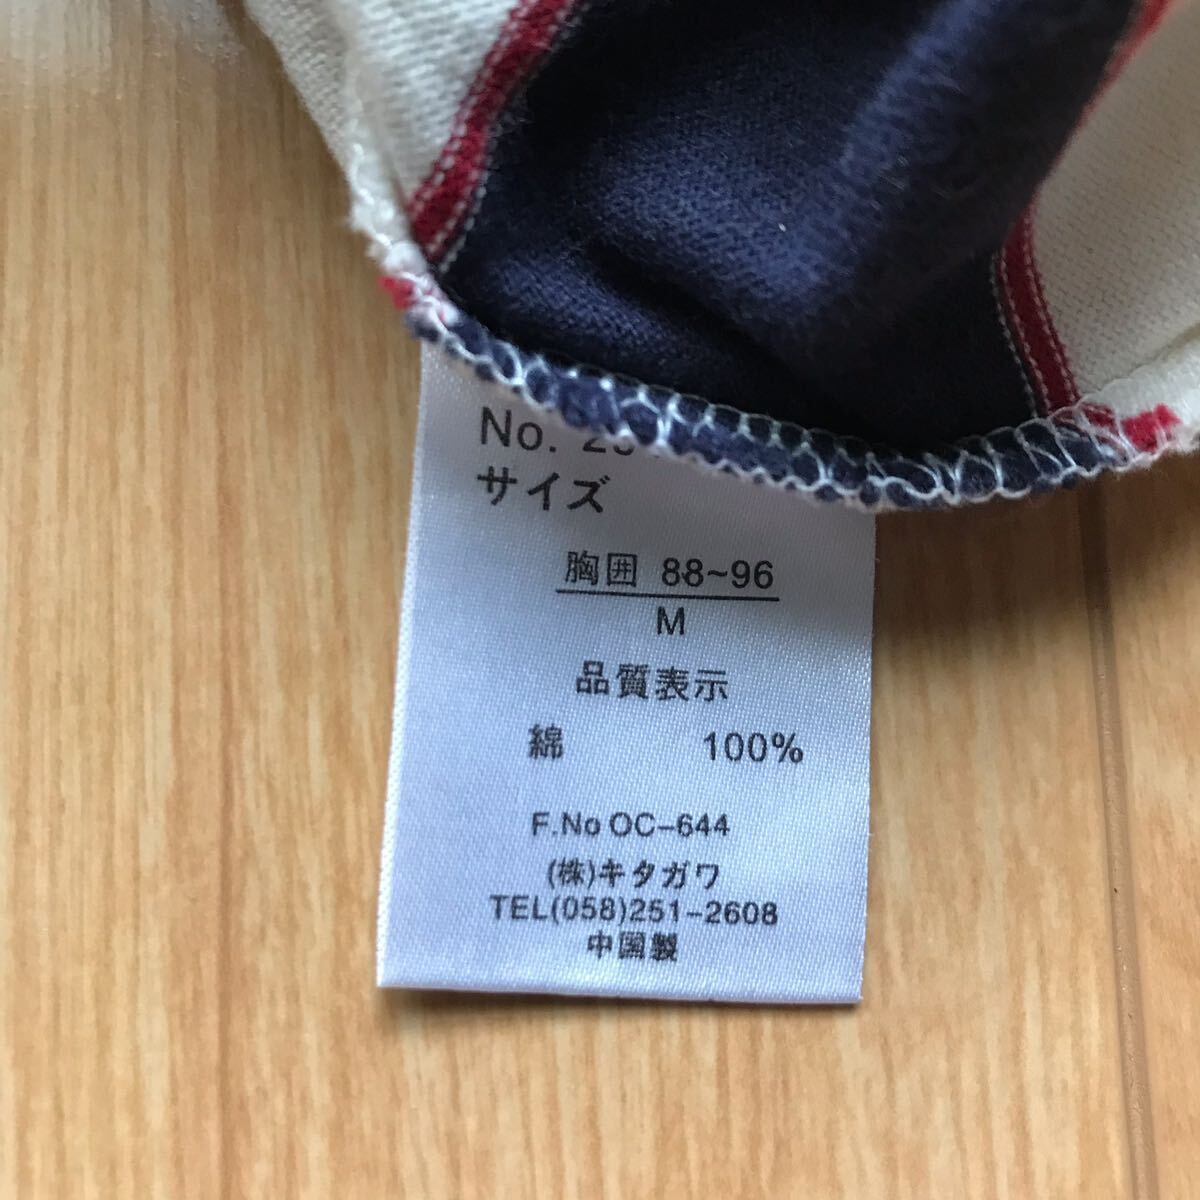 No.
サイズ
胸囲 88~96
M
品質表示
綿 100%
F.No OC-644
(株)キタガワ
TEL(058)251-2608
中国製